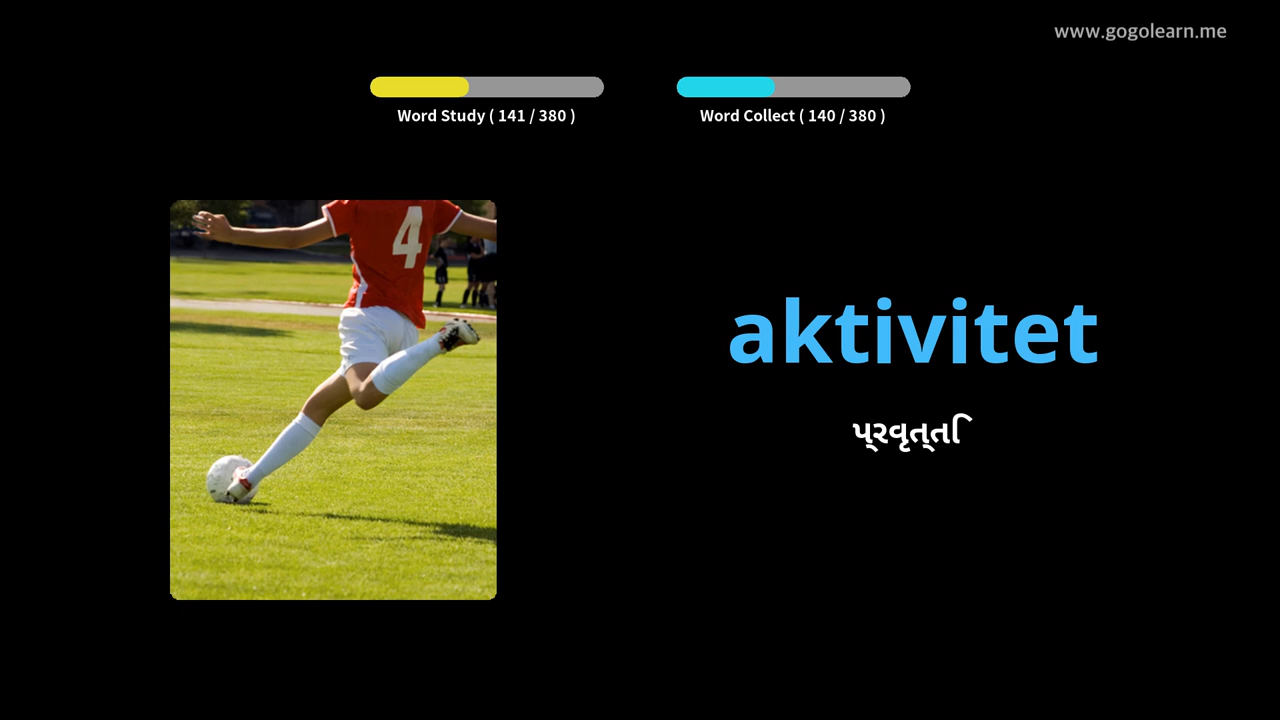 www.gogolearn.me
Word Study ( 141 / 380 )
Word Collect ( 140 / 380 )
4
aktivitet
પ્રવૃત્તિ